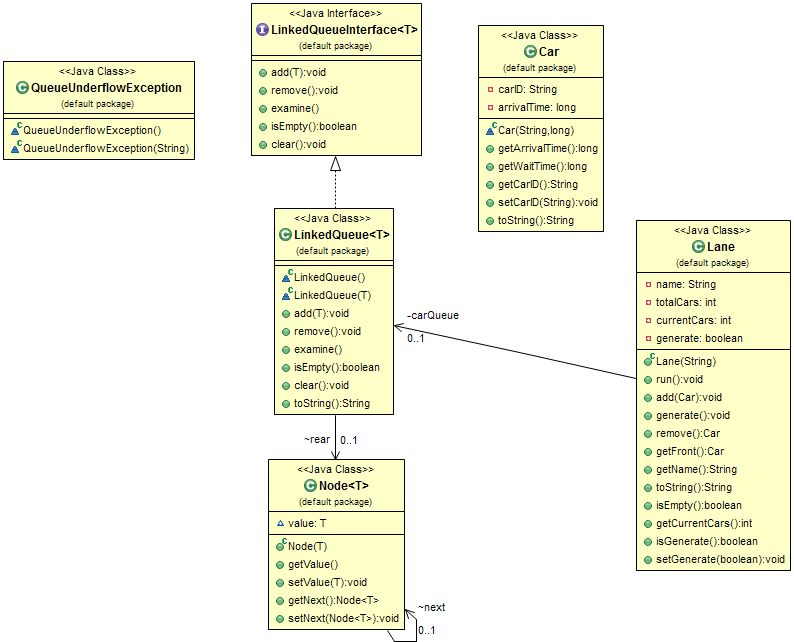 <<Java Class>>
QueueUnderflowException
(default package)
QueueUnderflowException()
QueueUnderflowException(String)
<<Java Interface>>
LinkedQueueInterface<T>
(default package)
add(T):void
remove():void
examine()
isEmpty():boolean
clear():void
<<Java Class>>
Car
(default package)
carID: String
arrivalTime: long
Car(String,long)
getArrivalTime():long
getWaitTime():long
getCarID():String
setCarID(String):void
toString():String
<<Java Class>>
LinkedQueue<T>
(default package)
LinkedQueue()
LinkedQueue(T)
add(T):void
remove():void
examine()
isEmpty():boolean
clear():void
toString():String
-carQueue
0..1
<<Java Class>>
Lane
(default package)
name: String
totalCars: int
currentCars: int
generate: boolean
Lane(String)
run():void
add(Car):void
generate():void
remove():Car
getFront():Car
getName():String
toString():String
isEmpty():boolean
getCurrentCars():int
isGenerate():boolean
setGenerate(boolean):void
~rear
0..1
<<Java Class>>
Node<T>
(default package)
value: T
Node(T)
getValue()
setValue(T):void
getNext():Node<T>
setNext(Node<T>):void
~next
0..1